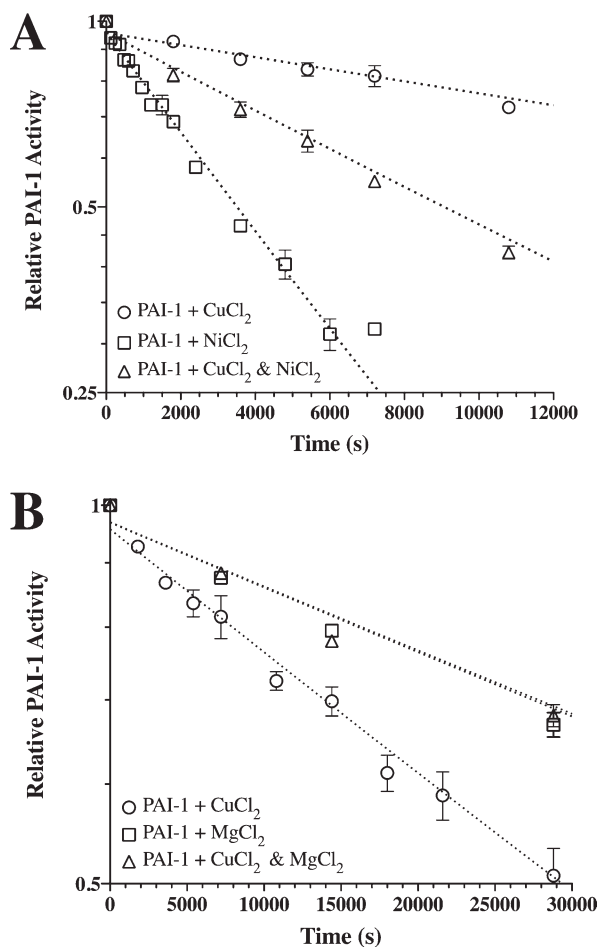 A
Relative PAI-1 Activity
1
0.5
0.25
PAI-1 + CuCl₂
PAI-1 + NiCl₂
PAI-1 + CuCl₂ & NiCl₂
0 2000 4000 6000 8000 10000 12000
Time (s)
B
Relative PAI-1 Activity
1
0.5
PAI-1 + CuCl₂
PAI-1 + MgCl₂
PAI-1 + CuCl₂ & MgCl₂
0 5000 10000 15000 20000 25000 30000
Time (s)